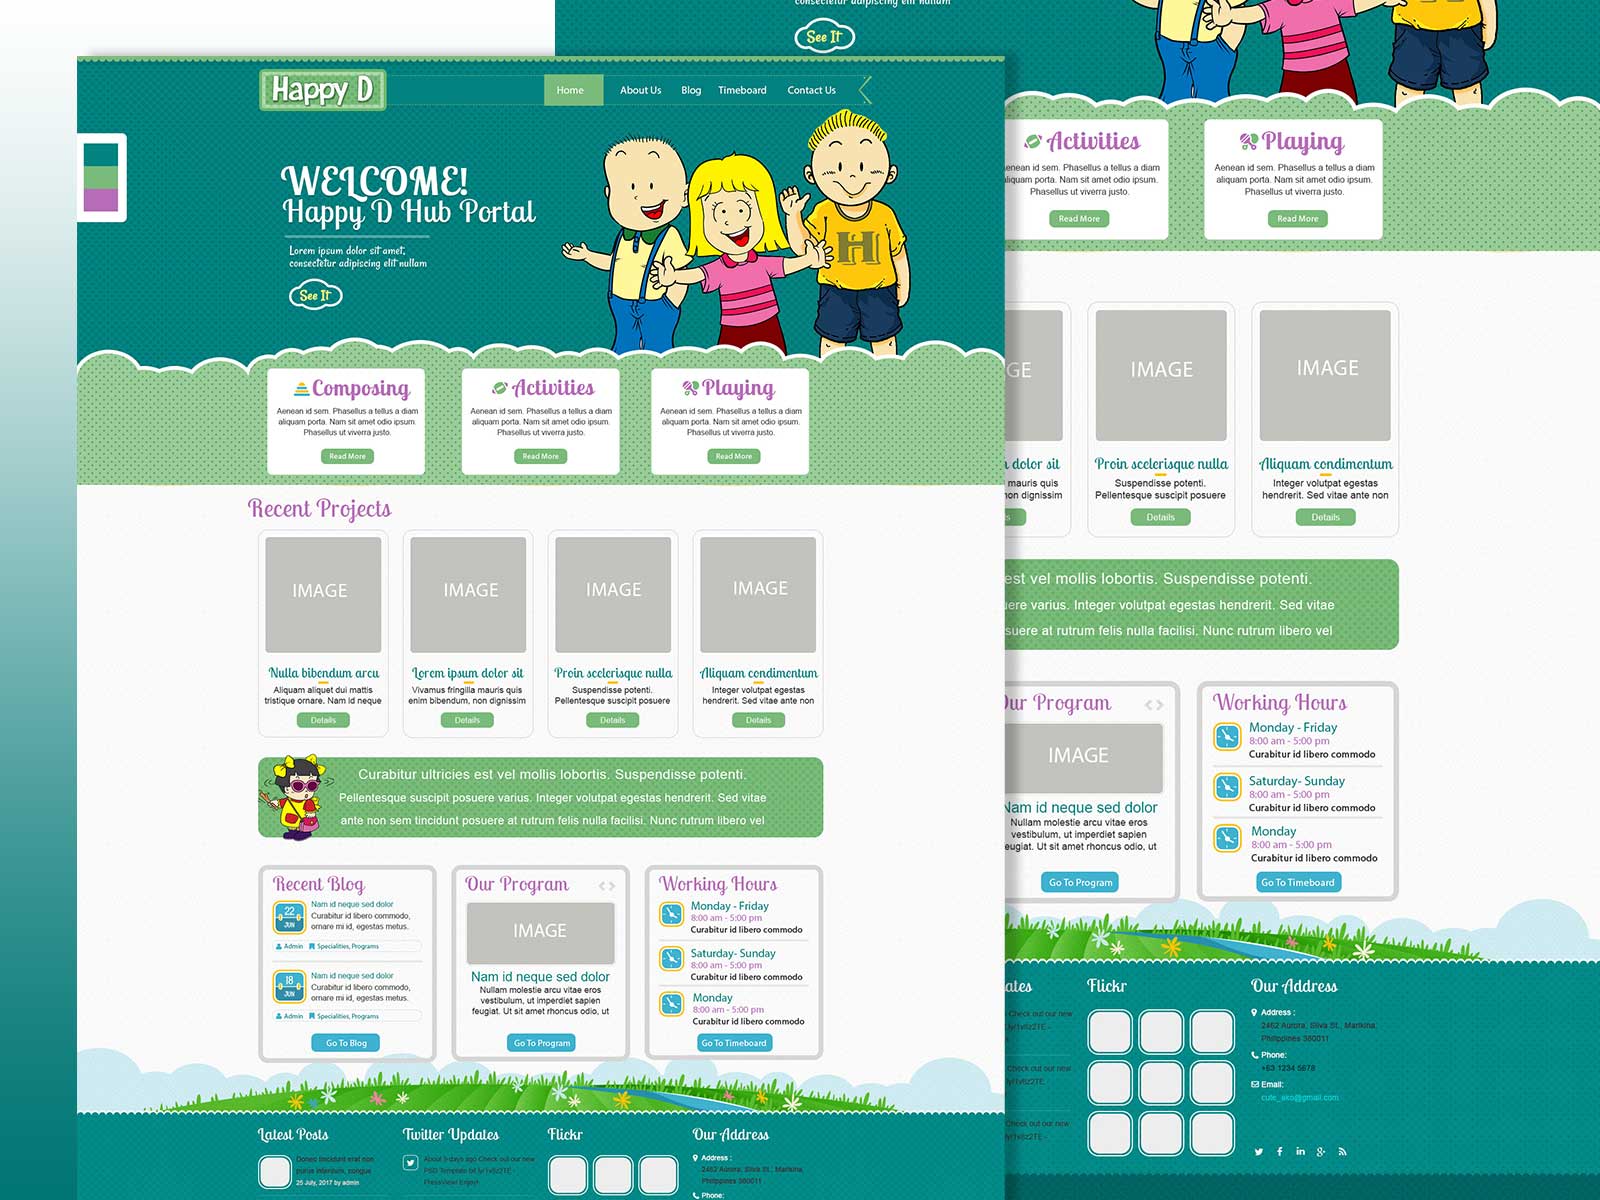 Happy D
Home
About Us
Blog
Timeboard
Contact Us
WELCOME!
Happy D Hub Portal
Lorem ipsum dolor sit amet,
consectetur adipiscing elit nullam
See It
Composing
Aenean id sem. Phasellus a tellus a diam
aliquam porta. Nam sit amet odio ipsum.
Phasellus ut viverra justo.
Read More
Activities
Aenean id sem. Phasellus a tellus a diam
aliquam porta. Nam sit amet odio ipsum.
Phasellus ut viverra justo.
Read More
Playing
Aenean id sem. Phasellus a tellus a diam
aliquam porta. Nam sit amet odio ipsum.
Phasellus ut viverra justo.
Read More
Recent Projects
IMAGE
Nulla bibendum arcu
Aliquam aliquet dui mattis
tristique ornare. Nam id neque
Details
IMAGE
Lorem ipsum dolor sit
Vivamus fringilla mauris quis
enim bibendum, non dignissim
Details
IMAGE
Proin scelerisque nulla
Suspendisse potenti.
Pellentesque suscipit posuere
Details
IMAGE
Aliquam condimentum
Integer volutpat egestas
hendrerit. Sed vitae ante non
Details
Curabitur ultricies est vel mollis lobortis. Suspendisse potenti.
Pellentesque suscipit posuere varius. Integer volutpat egestas hendrerit. Sed vitae
ante non sem tincidunt posuere at rutrum felis nulla facilisi. Nunc rutrum libero vel
Recent Blog
22
JUN
Nam id neque sed dolor
Curabitur id libero commodo,
ornare mi id, egestas metus.
Admin Specialities, Programs
18
JUN
Nam id neque sed dolor
Curabitur id libero commodo,
ornare mi id, egestas metus.
Admin Specialities, Programs
Go To Blog
Our Program
IMAGE
Nam id neque sed dolor
Nullam molestie arcu vitae eros
vestibulum, ut imperdiet sapien
feugiat. Ut sit amet rhoncus odio, ut
Go To Program
Working Hours
Monday - Friday
8:00 am - 5:00 pm
Curabitur id libero commodo
Saturday- Sunday
8:00 am - 5:00 pm
Curabitur id libero commodo
Monday
8:00 am - 5:00 pm
Curabitur id libero commodo
Go To Timeboard
Latest Posts
Donec tincidunt erat non
purus interdum, congue
25 July, 2017 by admin
Twitter Updates
About 9 days ago Check out our new
PSD Template bit.ly/1v8z2TE -
PressView! Enjoy!
Flickr
Our Address
Address :
2462 Aurora, Silva St., Marikina,
Philippines 360011
Phone:
consectetur adipiscing elit nullam
See It
Activities
aenean id sem. Phasellus a tellus a diam
aliquam porta. Nam sit amet odio ipsum.
Phasellus ut viverra justo.
Read More
Playing
Aenean id sem. Phasellus a tellus a diam
aliquam porta. Nam sit amet odio ipsum.
Phasellus ut viverra justo.
Read More
GE
dolor sit
mauris quis
non dignissim
IMAGE
Proin scelerisque nulla
Suspendisse potenti.
Pellentesque suscipit posuere
Details
IMAGE
Aliquam condimentum
Integer volutpat egestas
hendrerit. Sed vitae ante non
Details
est vel mollis lobortis. Suspendisse potenti.
uere varius. Integer volutpat egestas hendrerit. Sed vitae
suere at rutrum felis nulla facilisi. Nunc rutrum libero vel
Our Program
IMAGE
Nam id neque sed dolor
Nullam molestie arcu vitae eros
vestibulum, ut imperdiet sapien
feugiat. Ut sit amet rhoncus odio, ut
Go To Program
Working Hours
Monday - Friday
8:00 am - 5:00 pm
Curabitur id libero commodo
Saturday- Sunday
8:00 am - 5:00 pm
Curabitur id libero commodo
Monday
8:00 am - 5:00 pm
Curabitur id libero commodo
Go To Timeboard
ates
Check out our new
ly/1v8z2TE -
Check out our new
ly/1v8z2TE
Check out our new
Flickr
Our Address
Address :
2462 Aurora, Silva St., Marikina,
Philippines 360011
Phone:
+63 1234 5678
Email:
cute_ako@gmail.com